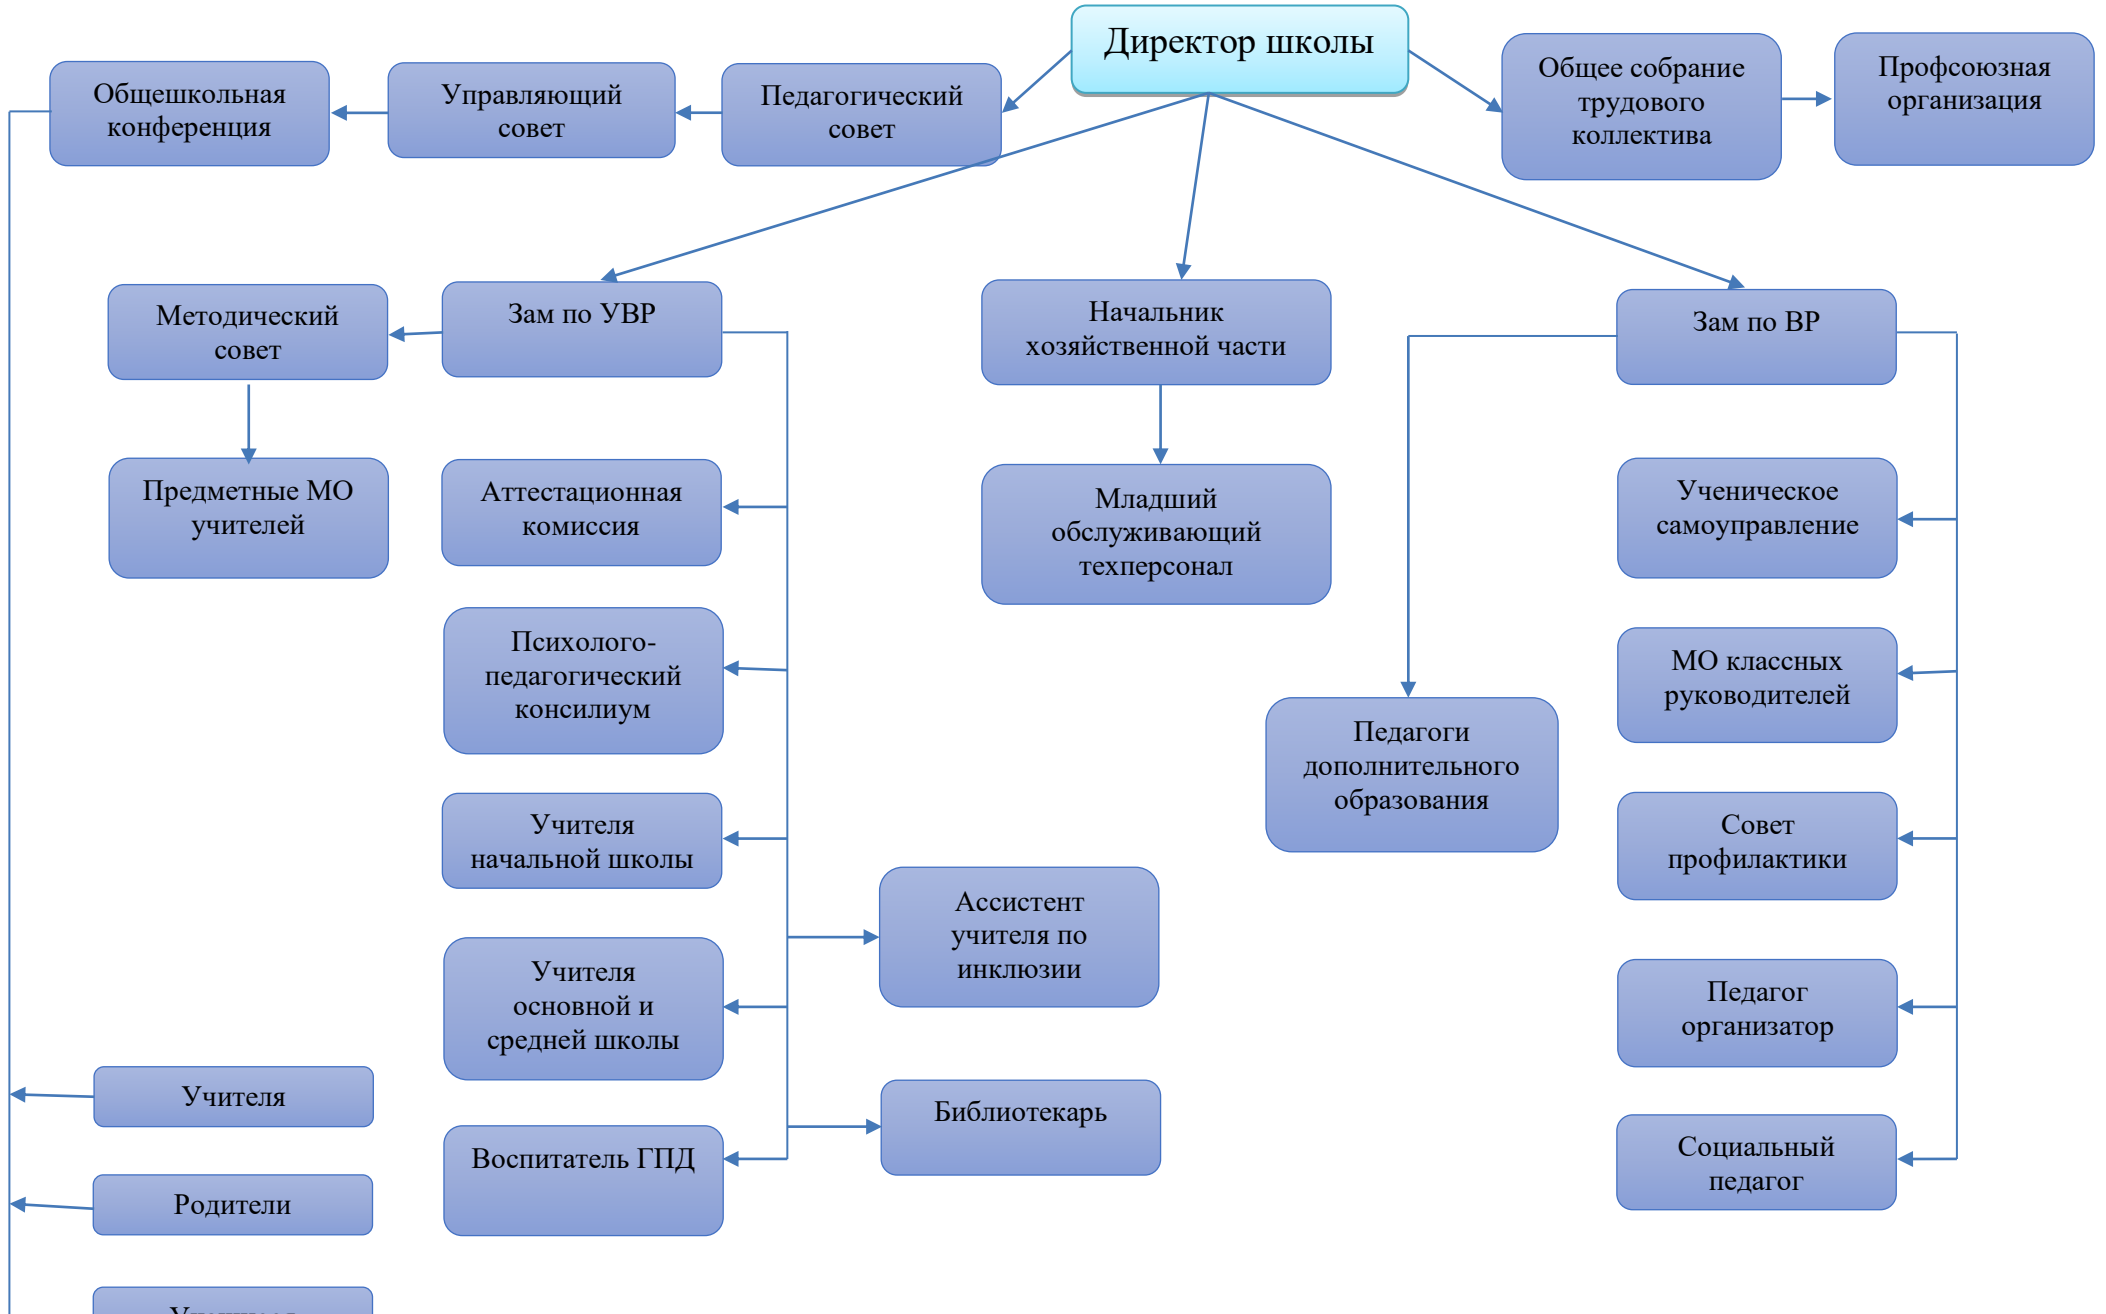 Директор школы
Общешкольная
конференция
Управляющий
совет
Педагогический
совет
Общее собрание
трудового
коллектива
Профсоюзная
организация
Методический
совет
Зам по УВР
Начальник
хозяйственной части
Зам по ВР
Предметные МО
учителей
Аттестационная
комиссия
Младший
обслуживающий
техперсонал
Ученическое
самоуправление
Психолого-
педагогический
консилиум
МО классных
руководителей
Педагоги
дополнительного
образования
Учителя
начальной школы
Совет
профилактики
Ассистент
учителя по
инклюзии
Учителя
основной и
средней школы
Педагог
организатор
Учителя
Библиотекарь
Воспитатель ГПД
Социальный
педагог
Родители